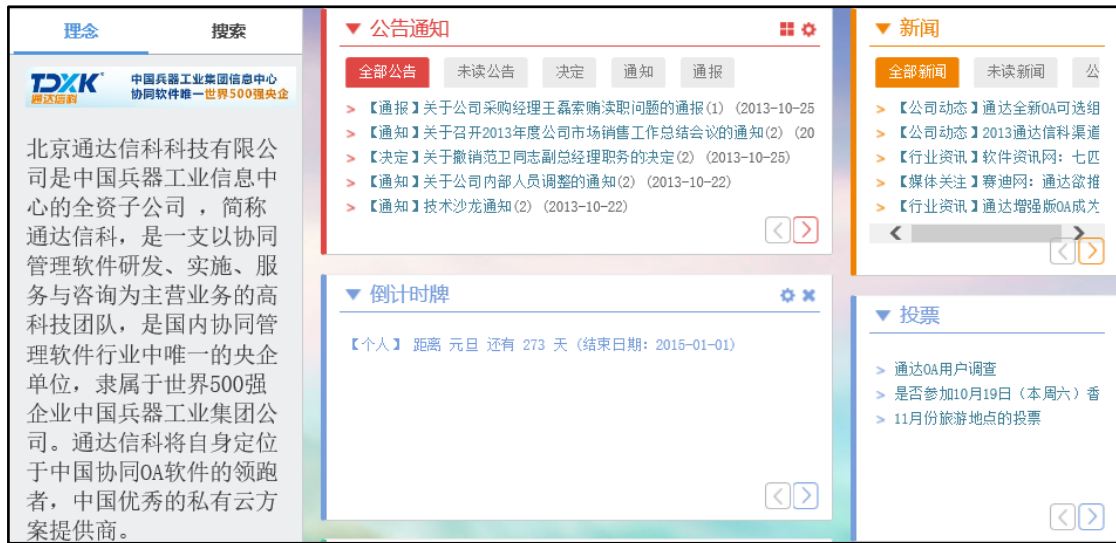 理念
搜索
TDXK
通达信科
中国兵器工业集团信息中心
协同软件唯一世界500强央企
北京通达信科科技有限公
司是中国兵器工业信息中
心的全资子公司 ，简称
通达信科，是一支以协同
管理软件研发、实施、服
务与咨询为主营业务的高
科技团队，是国内协同管
理软件行业中唯一的央企
单位，隶属于世界500强
企业中国兵器工业集团公
司。通达信科将自身定位
于中国协同OA软件的领跑
者，中国优秀的私有云方
案提供商。
▼ 公告通知
全部公告 未读公告 决定 通知 通报
> 【通报】关于公司采购经理王磊索贿渎职问题的通报(1) (2013-10-25
> 【通知】关于召开2013年度公司市场销售工作总结会议的通知(2) (20
> 【决定】关于撤销范卫同志副总经理职务的决定(2) (2013-10-25)
> 【通知】关于公司内部人员调整的通知(2) (2013-10-22)
> 【通知】技术沙龙通知(2) (2013-10-22)
▼ 倒计时牌
【个人】 距离 元旦 还有 273 天 (结束日期: 2015-01-01)
▼ 新闻
全部新闻 未读新闻 公
> 【公司动态】通达全新OA可选组
> 【公司动态】2013通达信科渠道
> 【行业资讯】软件资讯网: 七匹
> 【媒体关注】赛迪网: 通达欲推
> 【行业资讯】通达增强版OA成为
▼ 投票
> 通达OA用户调查
> 是否参加10月19日（本周六）香
> 11月份旅游地点的投票